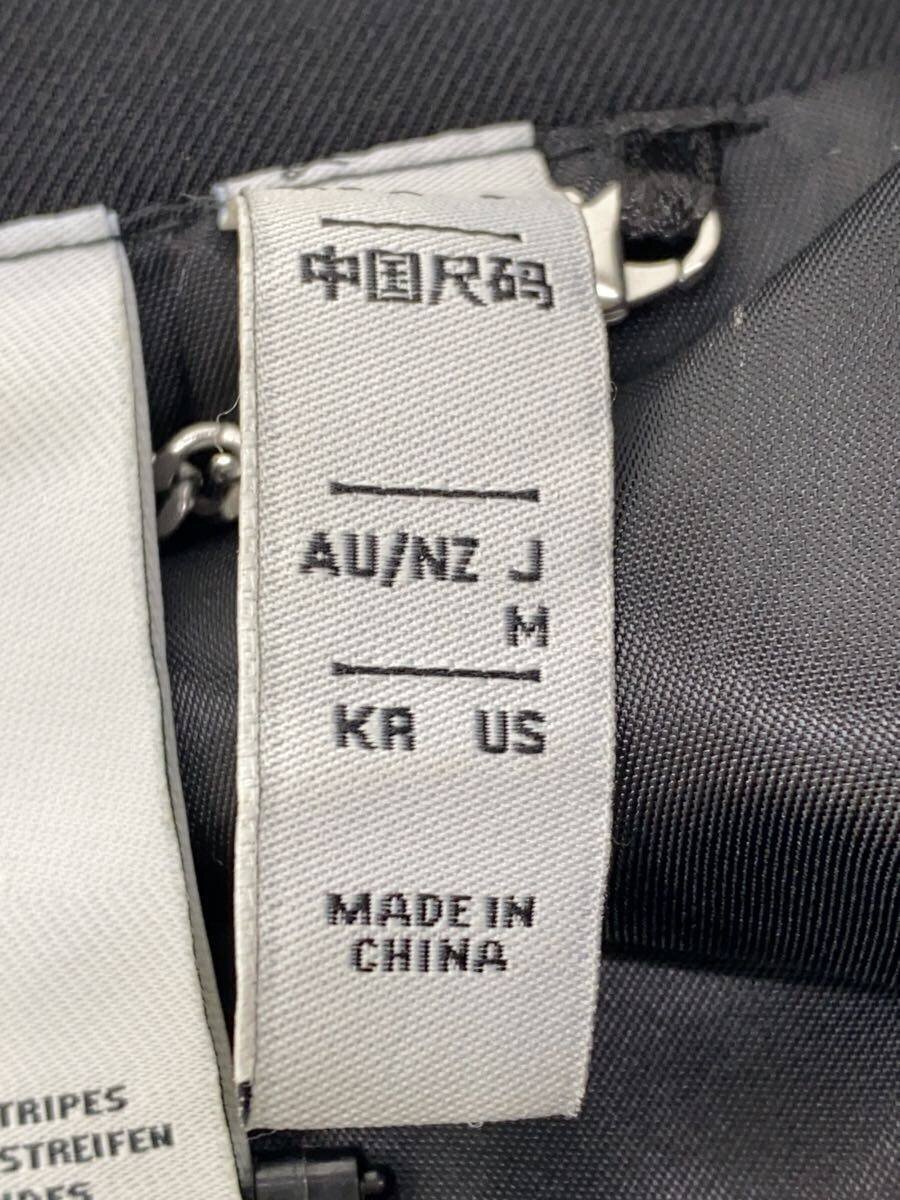 中国尺码
AU/NZ J
M
KR US
MADE IN
CHINA
TRIPES
STREIFEN